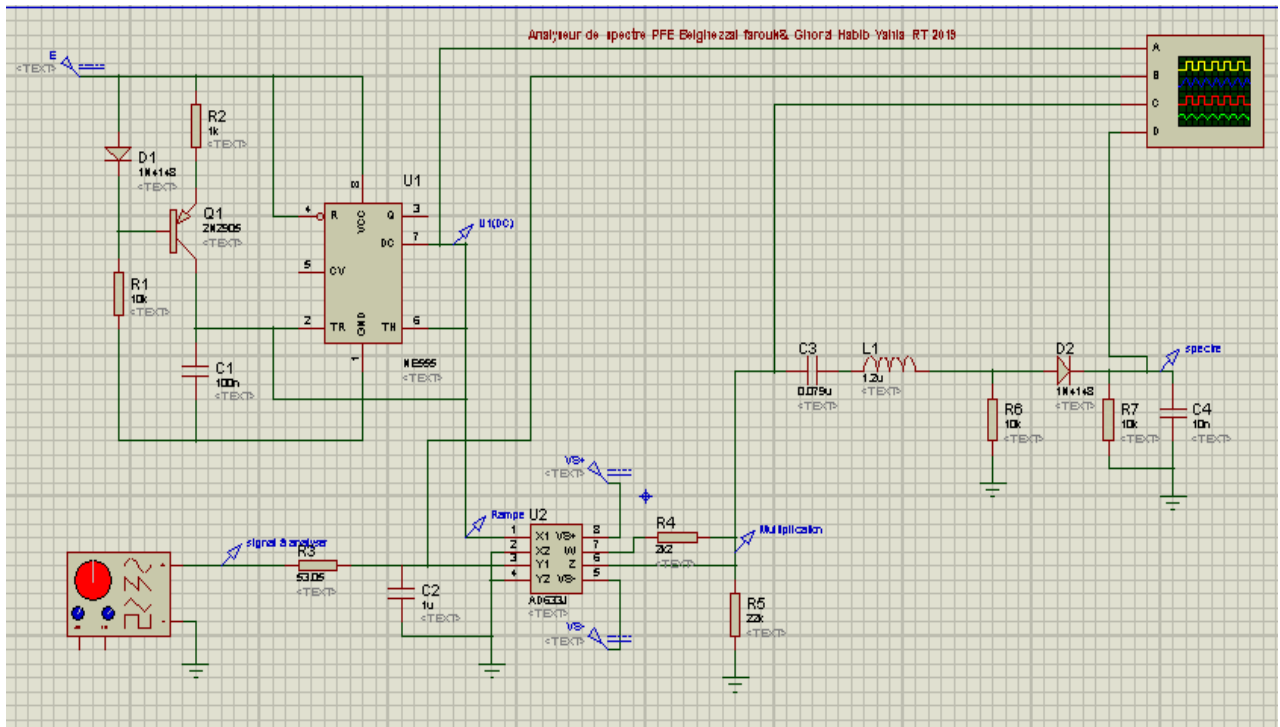 Analyseur de spectre PFE Belghezzal farouk& Ghorzi Habib Yahia RT 2019
E
<TEXT>
R2
1k
<TEXT>
D1
1N4148
<TEXT>
Q1
2N2905
<TEXT>
R1
10k
<TEXT>
C1
100n
<TEXT>
U1
8
4
R
VCC
Q
3
DC
7
5
CV
2
TR
GND
TH
6
1
NE555
<TEXT>
U1(DC)
A
B
C
D
C3
0.079u
<TEXT>
L1
1.2u
<TEXT>
D2
1N4148
<TEXT>
spectre
R6
10k
<TEXT>
R7
10k
<TEXT>
C4
10n
<TEXT>
VS+
<TEXT>
Rampe
U2
1
X1
VS+
8
2
X2
W
7
3
Y1
Z
6
4
Y2
VS-
5
AD633J
<TEXT>
R4
2k2
<TEXT>
Multiplication
signal à analyser
R3
53.05
<TEXT>
C2
1u
<TEXT>
VS-
<TEXT>
R5
22k
<TEXT>